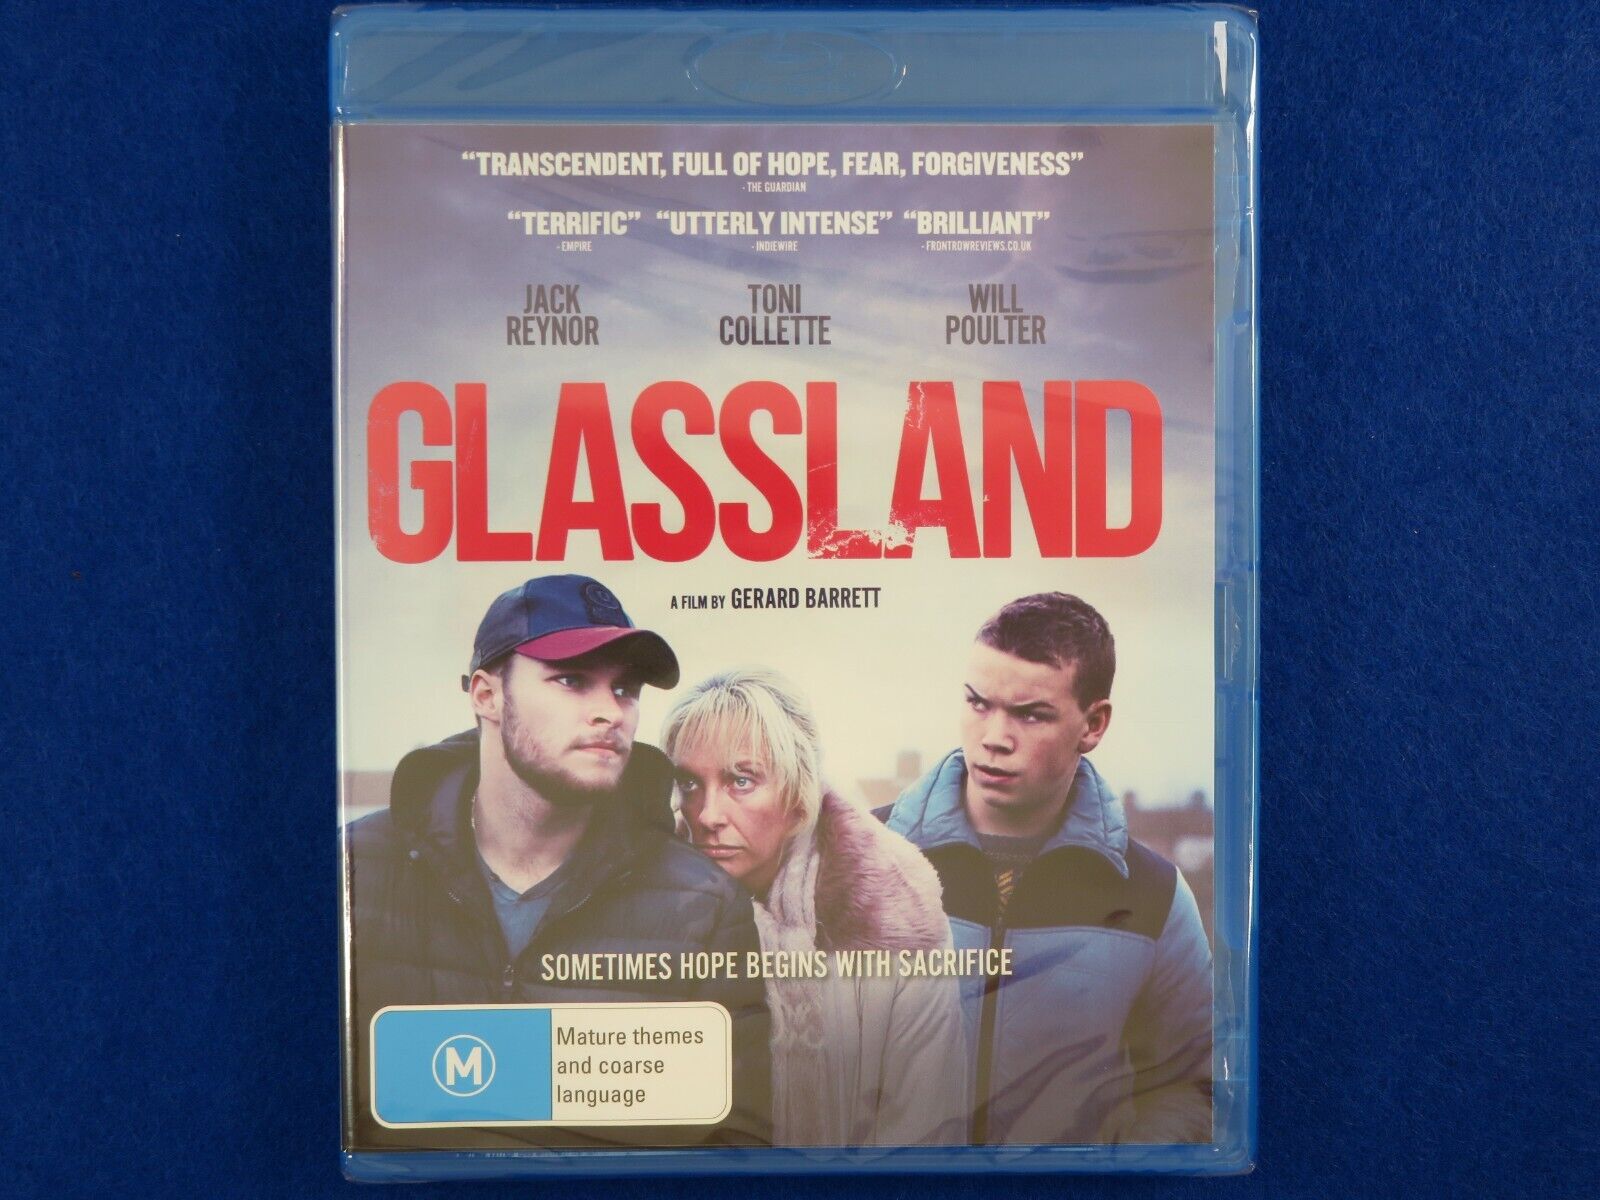 “TRANSCENDENT, FULL OF HOPE, FEAR, FORGIVENESS”
- THE GUARDIAN
“TERRIFIC” “UTTERLY INTENSE” “BRILLIANT”
- EMPIRE - INDIEWIRE - FRONTROWREVIEWS.CO.UK
JACK TONI WILL
REYNOR COLLETTE POULTER
GLASSLAND
A FILM BY GERARD BARRETT
SOMETIMES HOPE BEGINS WITH SACRIFICE
M
Mature themes
and coarse
language